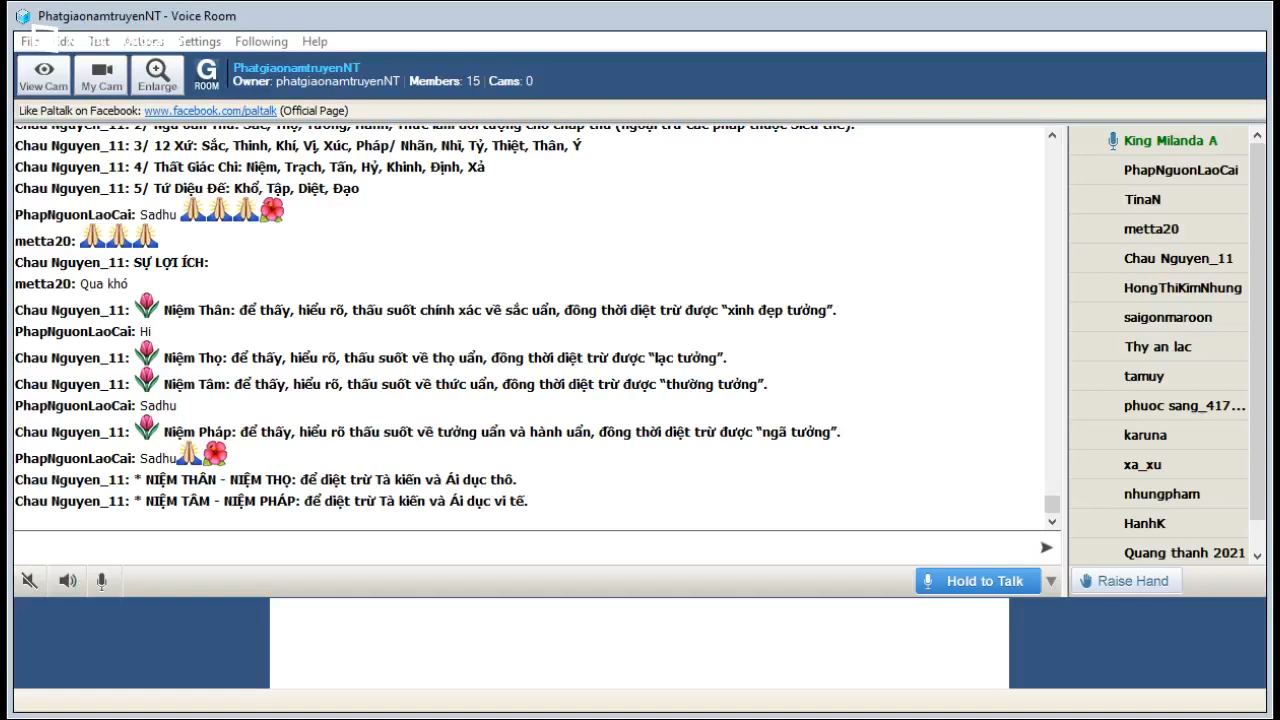 PhatgiaonamtruyenNT - Voice Room
Settings Following Help
View Cam
My Cam
Enlarge
G ROOM
PhatgiaonamtruyenNT
Owner: phatgiaonamtruyenNT | Members: 15 | Cams: 0
Like Paltalk on Facebook: www.facebook.com/paltalk (Official Page)
Chau Nguyen_11: 3/ 12 Xứ: Sắc, Thinh, Khí, Vị, Xúc, Pháp/ Nhãn, Nhĩ, Tỷ, Thiệt, Thân, Ý
Chau Nguyen_11: 4/ Thất Giác Chi: Niệm, Trạch, Tấn, Hỷ, Khinh, Định, Xả
Chau Nguyen_11: 5/ Tứ Diệu Đế: Khổ, Tập, Diệt, Đạo
PhapNguonLaoCai: Sadhu 🙏🙏🙏🌺
metta20: 🙏🙏🙏
Chau Nguyen_11: SỰ LỢI ÍCH:
metta20: Qua khó
Chau Nguyen_11: 🌷 Niệm Thân: để thấy, hiểu rõ, thấu suốt chính xác về sắc uẩn, đồng thời diệt trừ được “xinh đẹp tưởng”.
PhapNguonLaoCai: Hi
Chau Nguyen_11: 🌷 Niệm Thọ: để thấy, hiểu rõ, thấu suốt về thọ uẩn, đồng thời diệt trừ được “lạc tưởng”.
Chau Nguyen_11: 🌷 Niệm Tâm: để thấy, hiểu rõ, thấu suốt về thức uẩn, đồng thời diệt trừ được “thường tưởng”.
PhapNguonLaoCai: Sadhu
Chau Nguyen_11: 🌷 Niệm Pháp: để thấy, hiểu rõ thấu suốt về tưởng uẩn và hành uẩn, đồng thời diệt trừ được “ngã tưởng”.
PhapNguonLaoCai: Sadhu🙏🌺
Chau Nguyen_11: * NIỆM THÂN - NIỆM THỌ: để diệt trừ Tà kiến và Ái dục thô.
Chau Nguyen_11: * NIỆM TÂM - NIỆM PHÁP: để diệt trừ Tà kiến và Ái dục vi tế.
Hold to Talk
King Milanda A
PhapNguonLaoCai
TinaN
metta20
Chau Nguyen_11
HongThiKimNhung
saigonmaroon
Thy an lac
tamuy
phuoc sang_417...
karuna
xa_xu
nhungpham
HanhK
Quang thanh 2021
Raise Hand